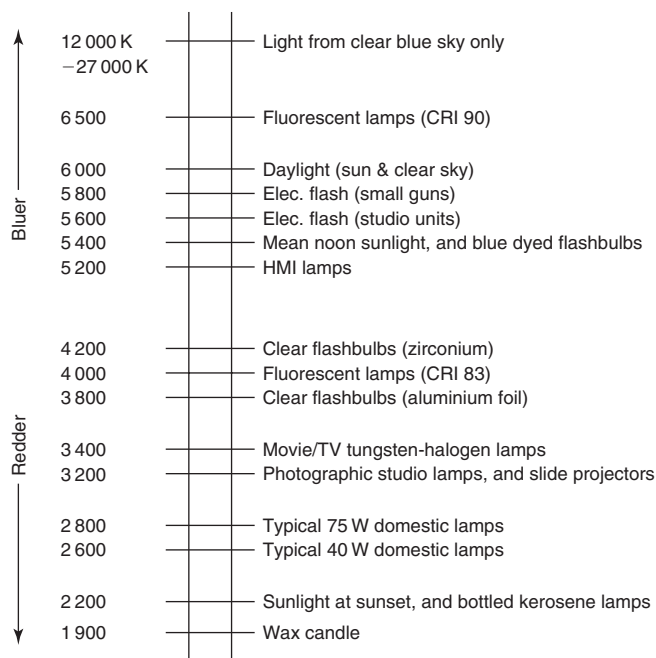 12 000 K Light from clear blue sky only
−27 000 K
6 500 Fluorescent lamps (CRI 90)
6 000 Daylight (sun & clear sky)
5 800 Elec. flash (small guns)
5 600 Elec. flash (studio units)
5 400 Mean noon sunlight, and blue dyed flashbulbs
5 200 HMI lamps
Bluer
4 200 Clear flashbulbs (zirconium)
4 000 Fluorescent lamps (CRI 83)
3 800 Clear flashbulbs (aluminium foil)
3 400 Movie/TV tungsten-halogen lamps
3 200 Photographic studio lamps, and slide projectors
Redder
2 800 Typical 75 W domestic lamps
2 600 Typical 40 W domestic lamps
2 200 Sunlight at sunset, and bottled kerosene lamps
1 900 Wax candle